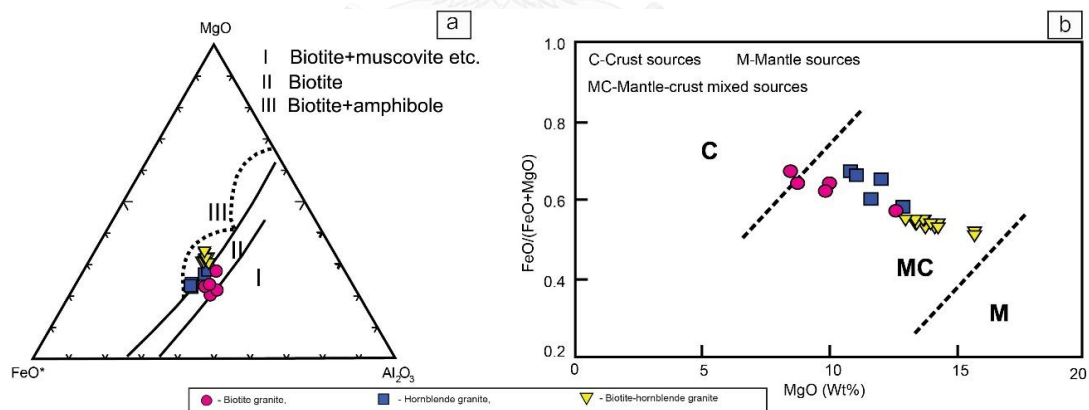 a
MgO
I Biotite+muscovite etc.
II Biotite
III Biotite+amphibole
III
II
I
FeO*
Al₂O₃
b
1.0
0.8
0.6
0.4
0.2
FeO/(FeO+MgO)
C-Crust sources M-Mantle sources
MC-Mantle-crust mixed sources
C
MC
M
0 5 10 15 20
MgO (Wt%)
- Biotite granite, - Hornblende granite, - Biotite-hornblende granite